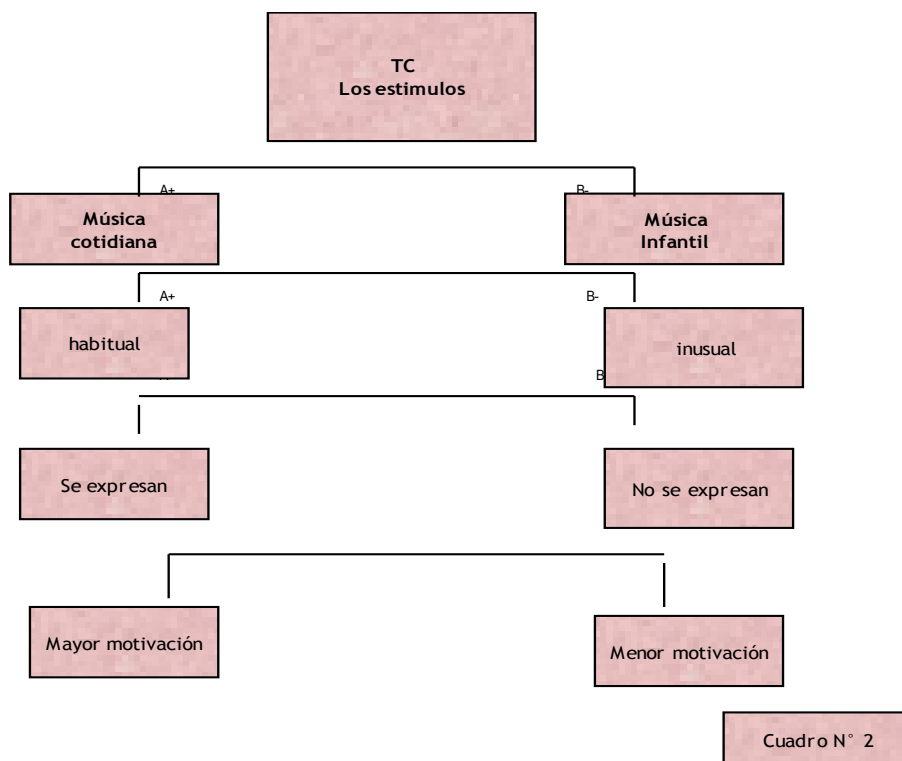 TC
Los estimulos
A+
B-
Música
cotidiana
Música
Infantil
A+
B-
habitual
inusual
B
Se expresan
No se expresan
Mayor motivación
Menor motivación
Cuadro N° 2